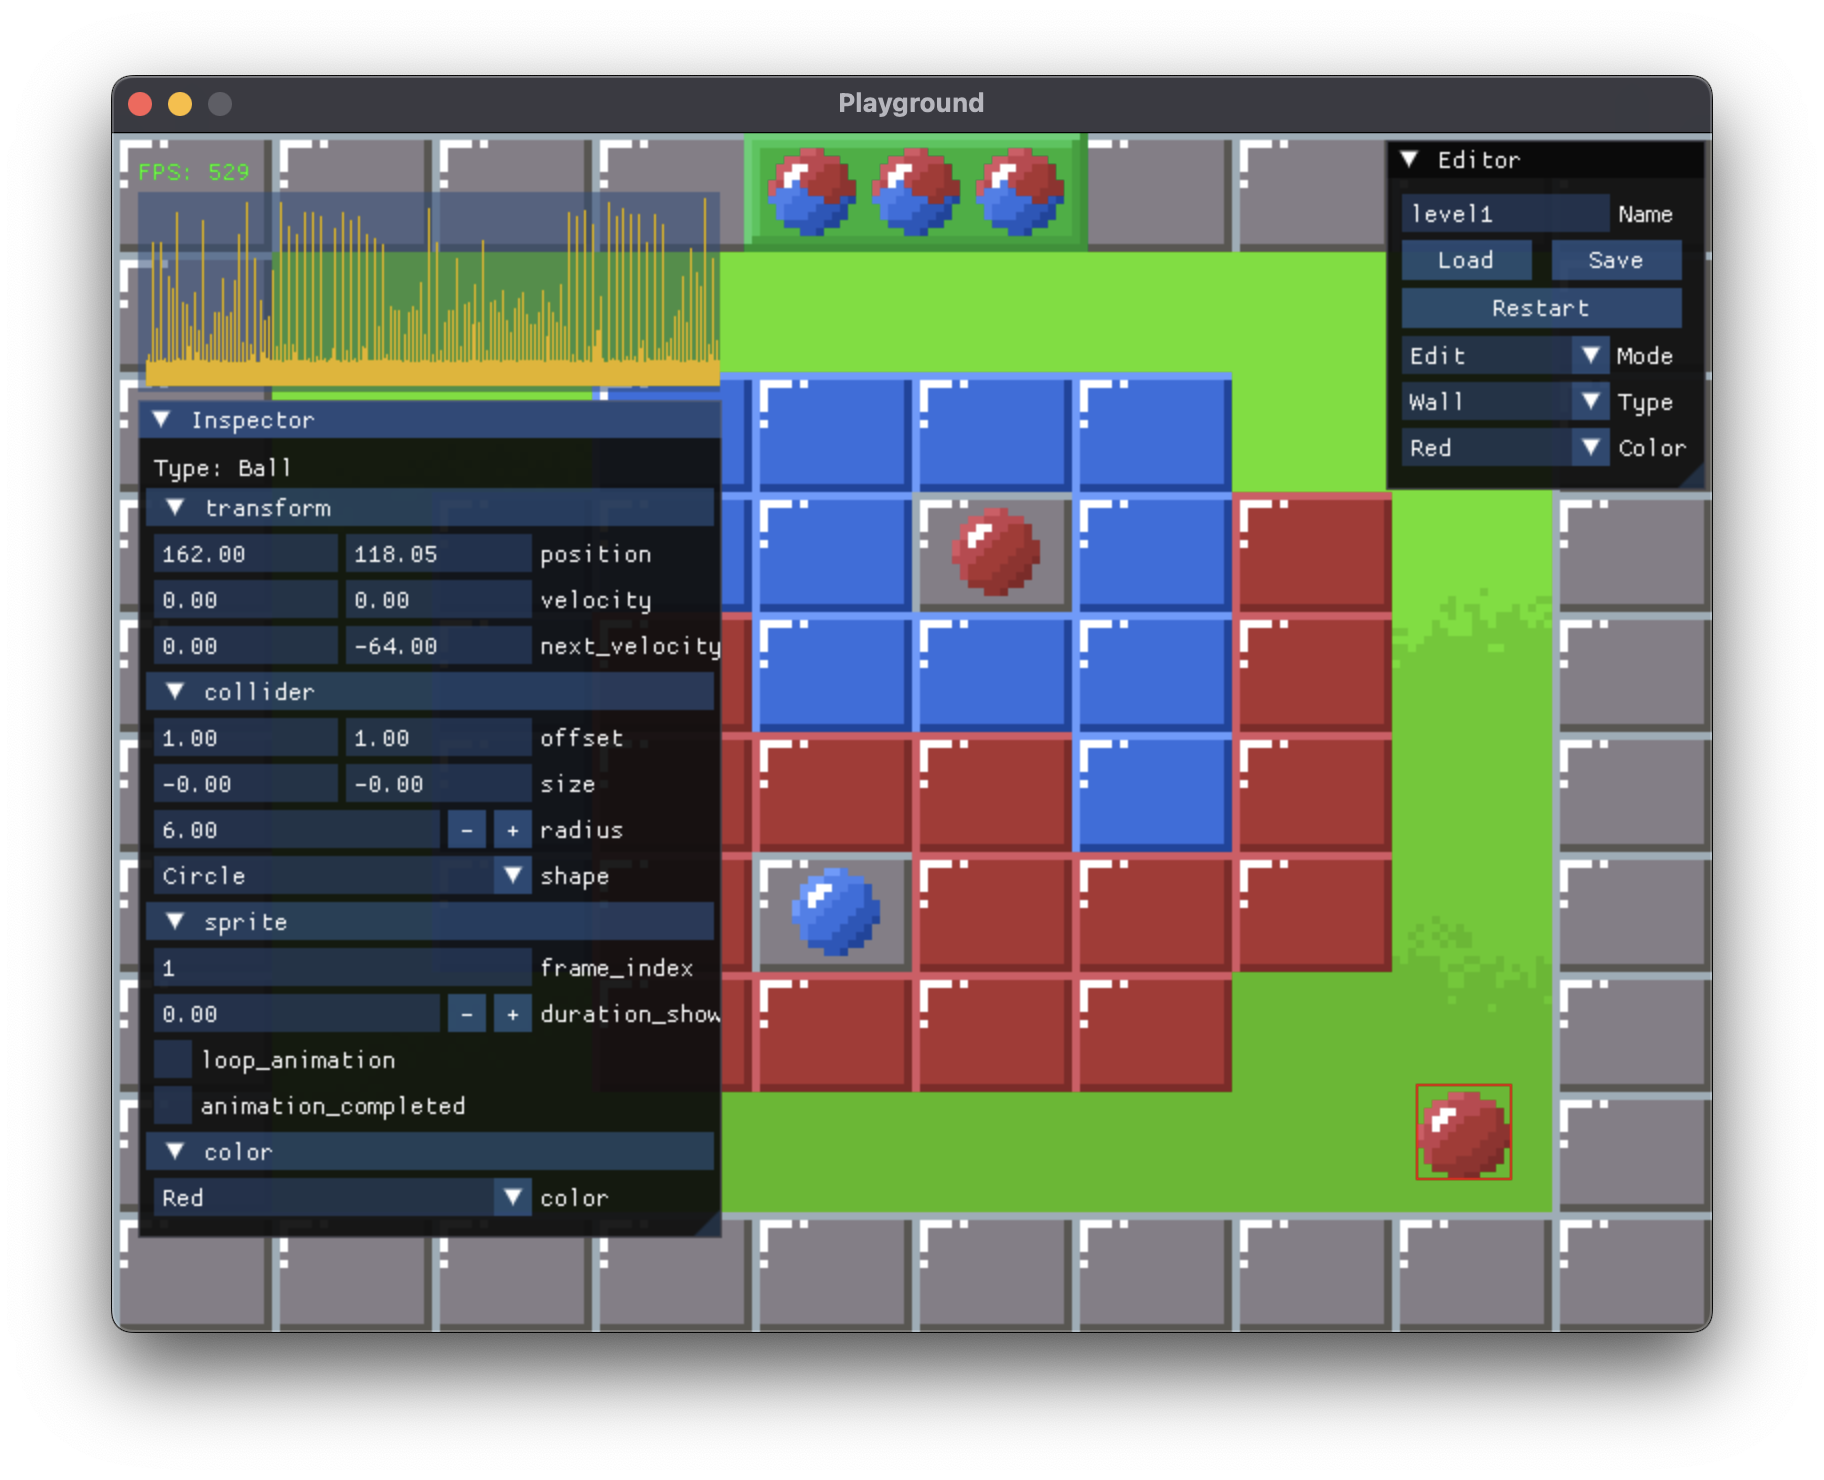 Playground
FPS: 529
Editor
level1 Name
Load Save
Restart
Edit Mode
Wall Type
Red Color
Inspector
Type: Ball
transform
162.00 118.05 position
0.00 0.00 velocity
0.00 -64.00 next_velocity
collider
1.00 1.00 offset
-0.00 -0.00 size
6.00 - + radius
Circle shape
sprite
1 frame_index
0.00 - + duration_show
loop_animation
animation_completed
color
Red color